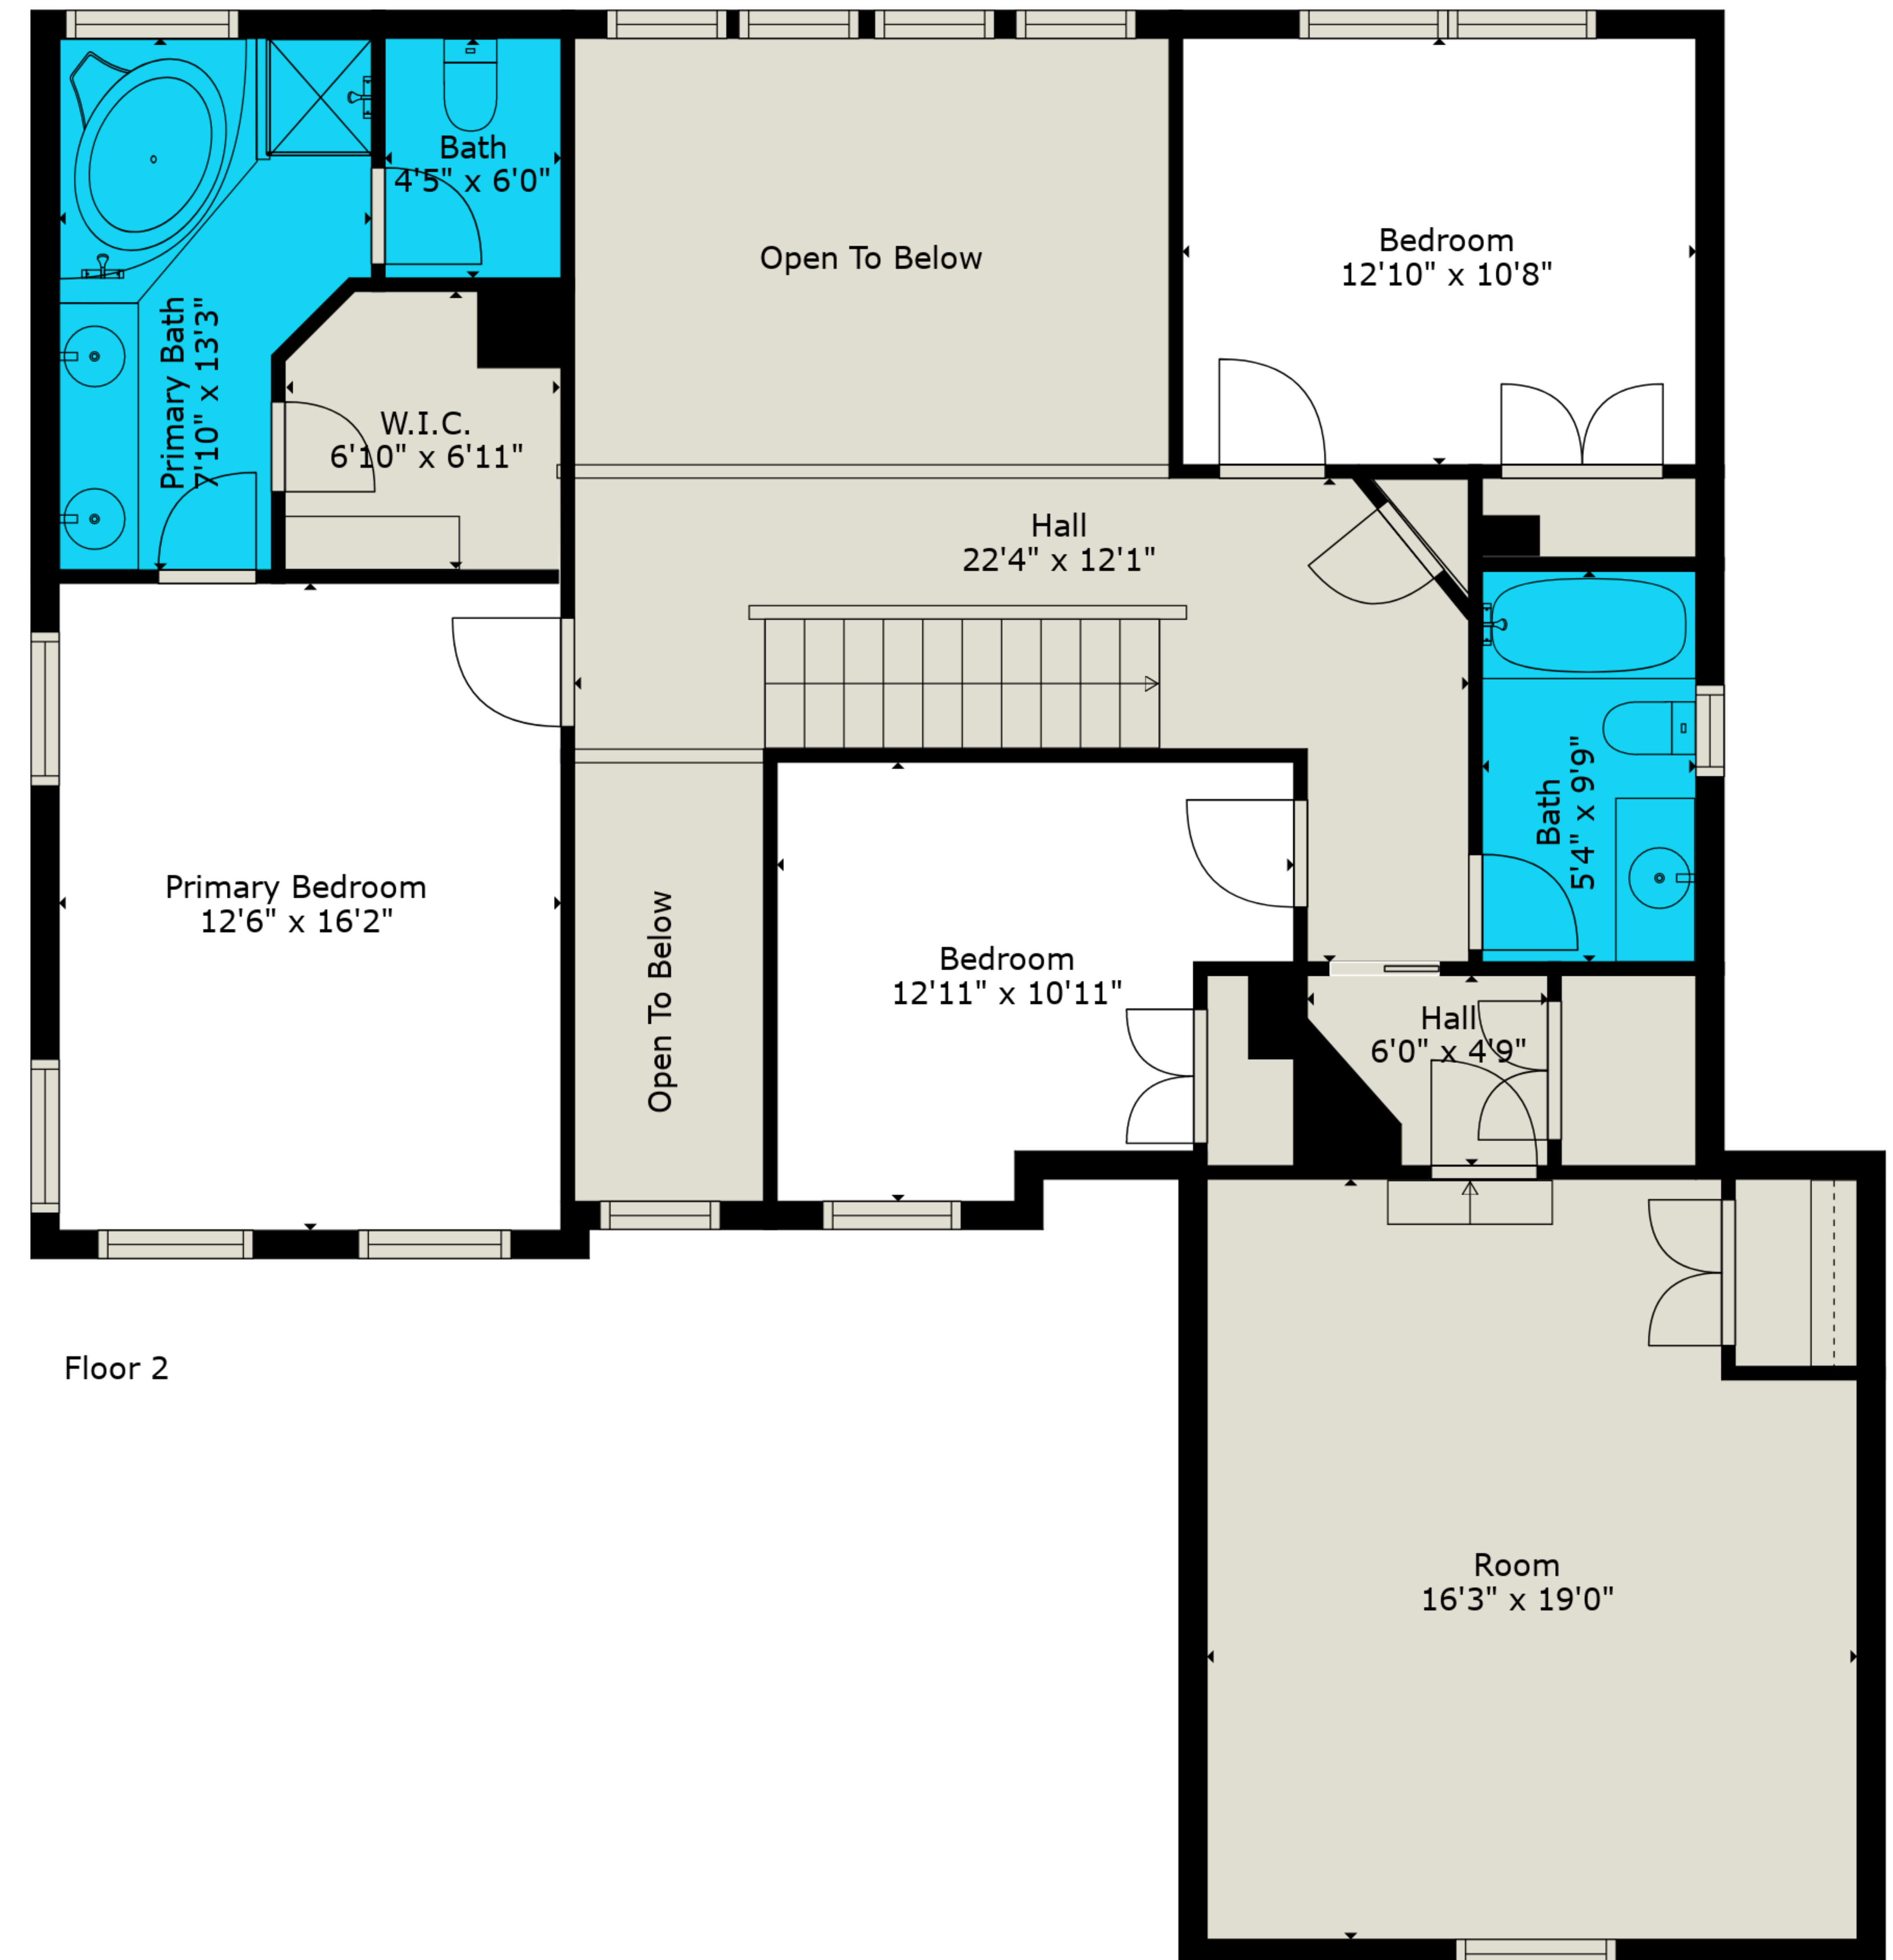 Bath
4'5" x 6'0"
Open To Below
Bedroom
12'10" x 10'8"
Primary Bath
7'10" x 13'3"
W.I.C.
6'10" x 6'11"
Hall
22'4" x 12'1"
Bath
5'4" x 9'9"
Primary Bedroom
12'6" x 16'2"
Open To Below
Bedroom
12'11" x 10'11"
Hall
6'0" x 4'9"
Floor 2
Room
16'3" x 19'0"